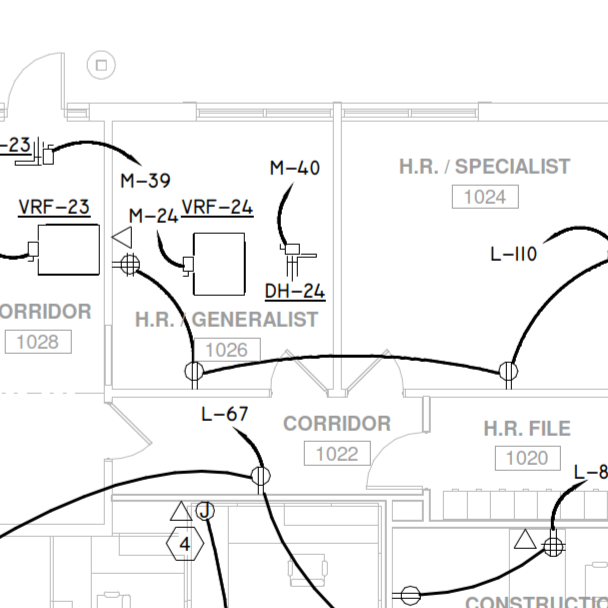 -23
M-39
M-40
H.R. / SPECIALIST
1024
VRF-23
M-24
VRF-24
L-110
DH-24
ORRIDOR
1028
H.R. / GENERALIST
1026
L-67
CORRIDOR
1022
H.R. FILE
1020
L-8
J
4
CONSTRUCTIO